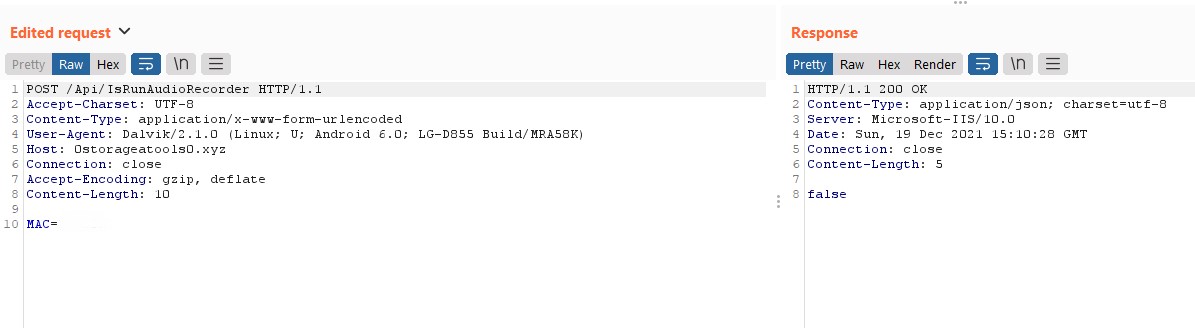 Edited request
Pretty Raw Hex \n
1 POST /Api/IsRunAudioRecorder HTTP/1.1
2 Accept-Charset: UTF-8
3 Content-Type: application/x-www-form-urlencoded
4 User-Agent: Dalvik/2.1.0 (Linux; U; Android 6.0; LG-D855 Build/MRA58K)
5 Host: 0storageatools0.xyz
6 Connection: close
7 Accept-Encoding: gzip, deflate
8 Content-Length: 10
9
10 MAC=
Response
Pretty Raw Hex Render \n
1 HTTP/1.1 200 OK
2 Content-Type: application/json; charset=utf-8
3 Server: Microsoft-IIS/10.0
4 Date: Sun, 19 Dec 2021 15:10:28 GMT
5 Connection: close
6 Content-Length: 5
7
8 false